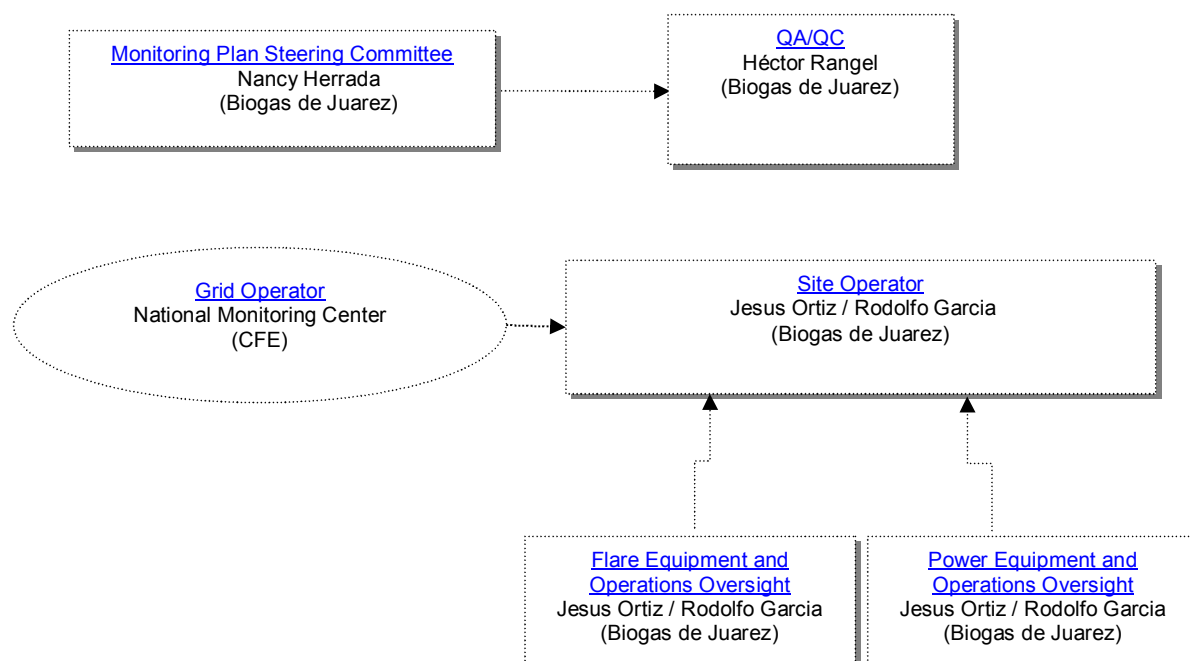 Monitoring Plan Steering Committee
Nancy Herrada
(Biogas de Juarez)
QA/QC
Héctor Rangel
(Biogas de Juarez)
Grid Operator
National Monitoring Center
(CFE)
Site Operator
Jesus Ortiz / Rodolfo Garcia
(Biogas de Juarez)
Flare Equipment and
Operations Oversight
Jesus Ortiz / Rodolfo Garcia
(Biogas de Juarez)
Power Equipment and
Operations Oversight
Jesus Ortiz / Rodolfo Garcia
(Biogas de Juarez)